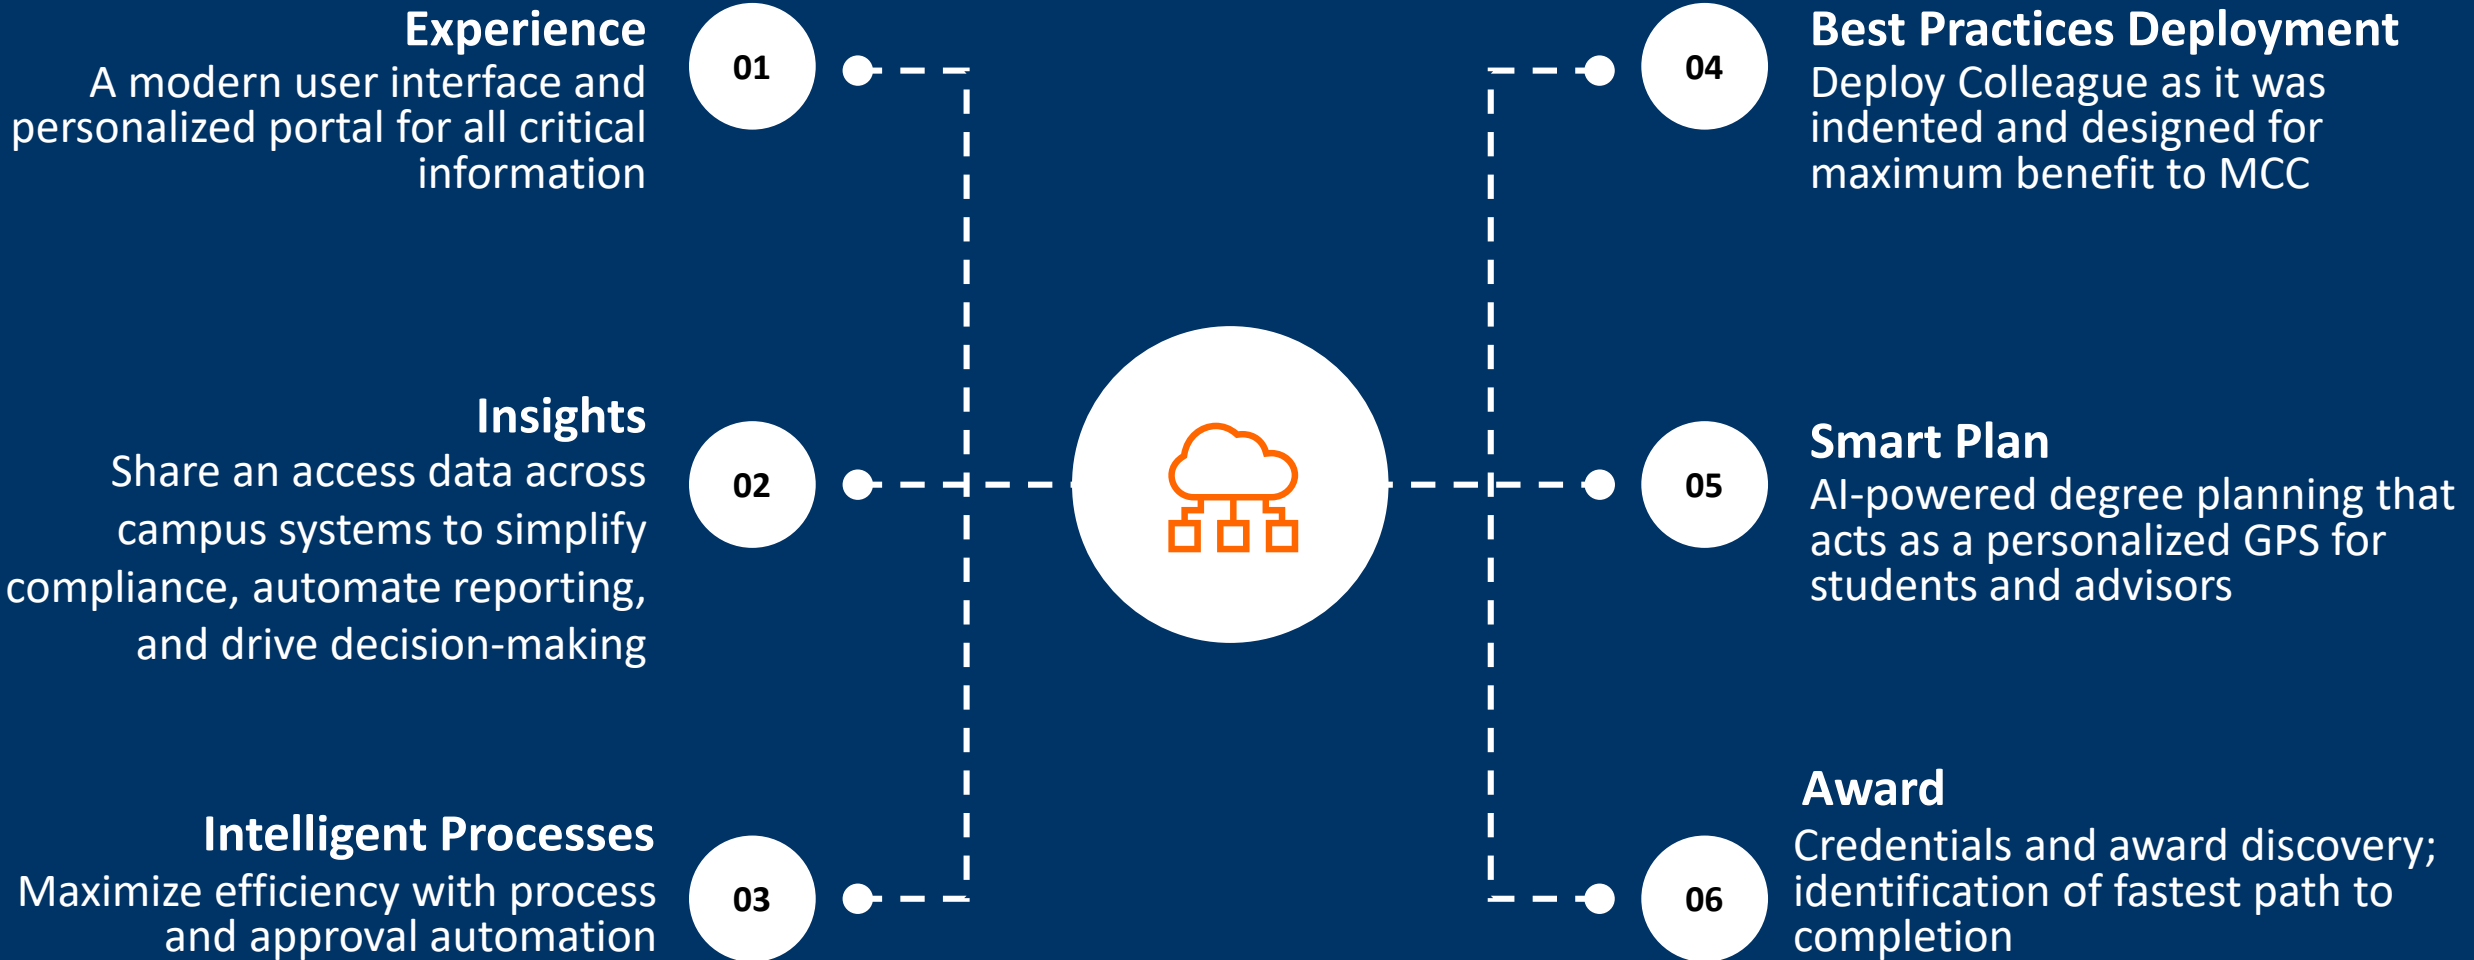 Experience
A modern user interface and
personalized portal for all critical
information
01
Insights
Share an access data across
campus systems to simplify
compliance, automate reporting,
and drive decision-making
02
Intelligent Processes
Maximize efficiency with process
and approval automation
03
04
Best Practices Deployment
Deploy Colleague as it was
indented and designed for
maximum benefit to MCC
05
Smart Plan
AI-powered degree planning that
acts as a personalized GPS for
students and advisors
06
Award
Credentials and award discovery;
identification of fastest path to
completion